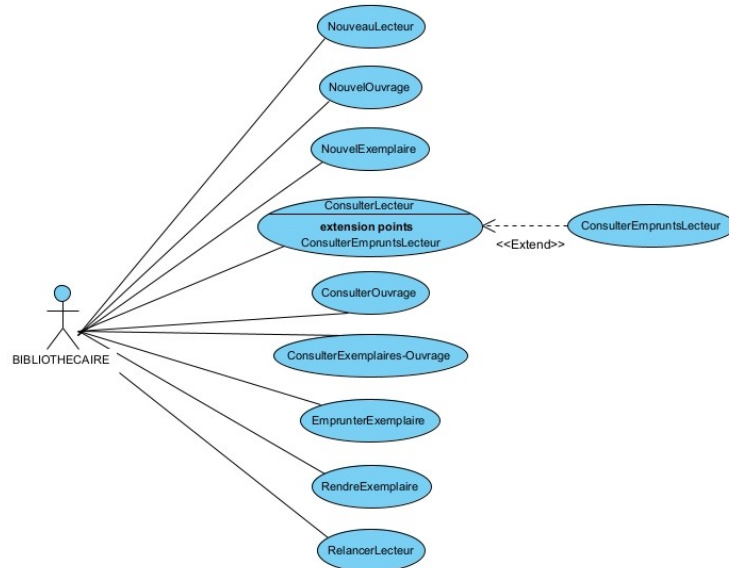 NouveauLecteur
NouvelOuvrage
NouvelExemplaire
ConsulterLecteur
extension points
ConsulterEmpruntsLecteur
<<Extend>>
ConsulterEmpruntsLecteur
ConsulterOuvrage
ConsulterExemplaires-Ouvrage
BIBLIOTHECAIRE
EmprunterExemplaire
RendreExemplaire
RelancerLecteur